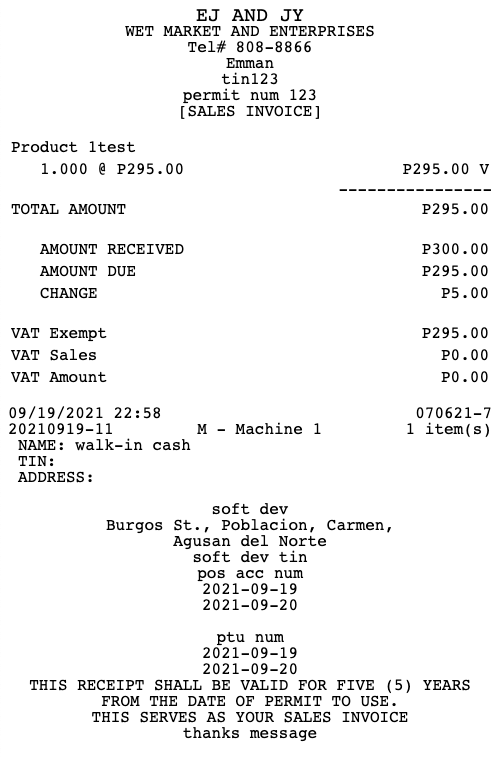 EJ AND JY
WET MARKET AND ENTERPRISES
Tel# 808-8866
Emman
tin123
permit num 123
[SALES INVOICE]
Product 1test
1.000 @ P295.00 P295.00 V
----------------
TOTAL AMOUNT P295.00
AMOUNT RECEIVED P300.00
AMOUNT DUE P295.00
CHANGE P5.00
VAT Exempt P295.00
VAT Sales P0.00
VAT Amount P0.00
09/19/2021 22:58 070621-7
20210919-11 M - Machine 1 1 item(s)
NAME: walk-in cash
TIN:
ADDRESS:
soft dev
Burgos St., Poblacion, Carmen,
Agusan del Norte
soft dev tin
pos acc num
2021-09-19
2021-09-20
ptu num
2021-09-19
2021-09-20
THIS RECEIPT SHALL BE VALID FOR FIVE (5) YEARS
FROM THE DATE OF PERMIT TO USE.
THIS SERVES AS YOUR SALES INVOICE
thanks message